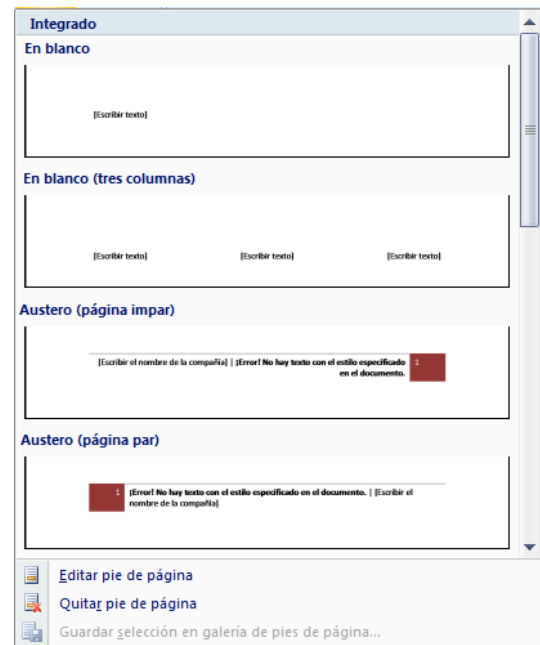 Integrado
En blanco
[Escribir texto]
En blanco (tres columnas)
[Escribir texto] [Escribir texto] [Escribir texto]
Austero (página impar)
[Escribir el nombre de la compañía] | ¡Error! No hay texto con el estilo especificado 1
en el documento.
Austero (página par)
1 ¡Error! No hay texto con el estilo especificado en el documento. | [Escribir el
nombre de la compañía]
Editar pie de página
Quitar pie de página
Guardar selección en galería de pies de página...